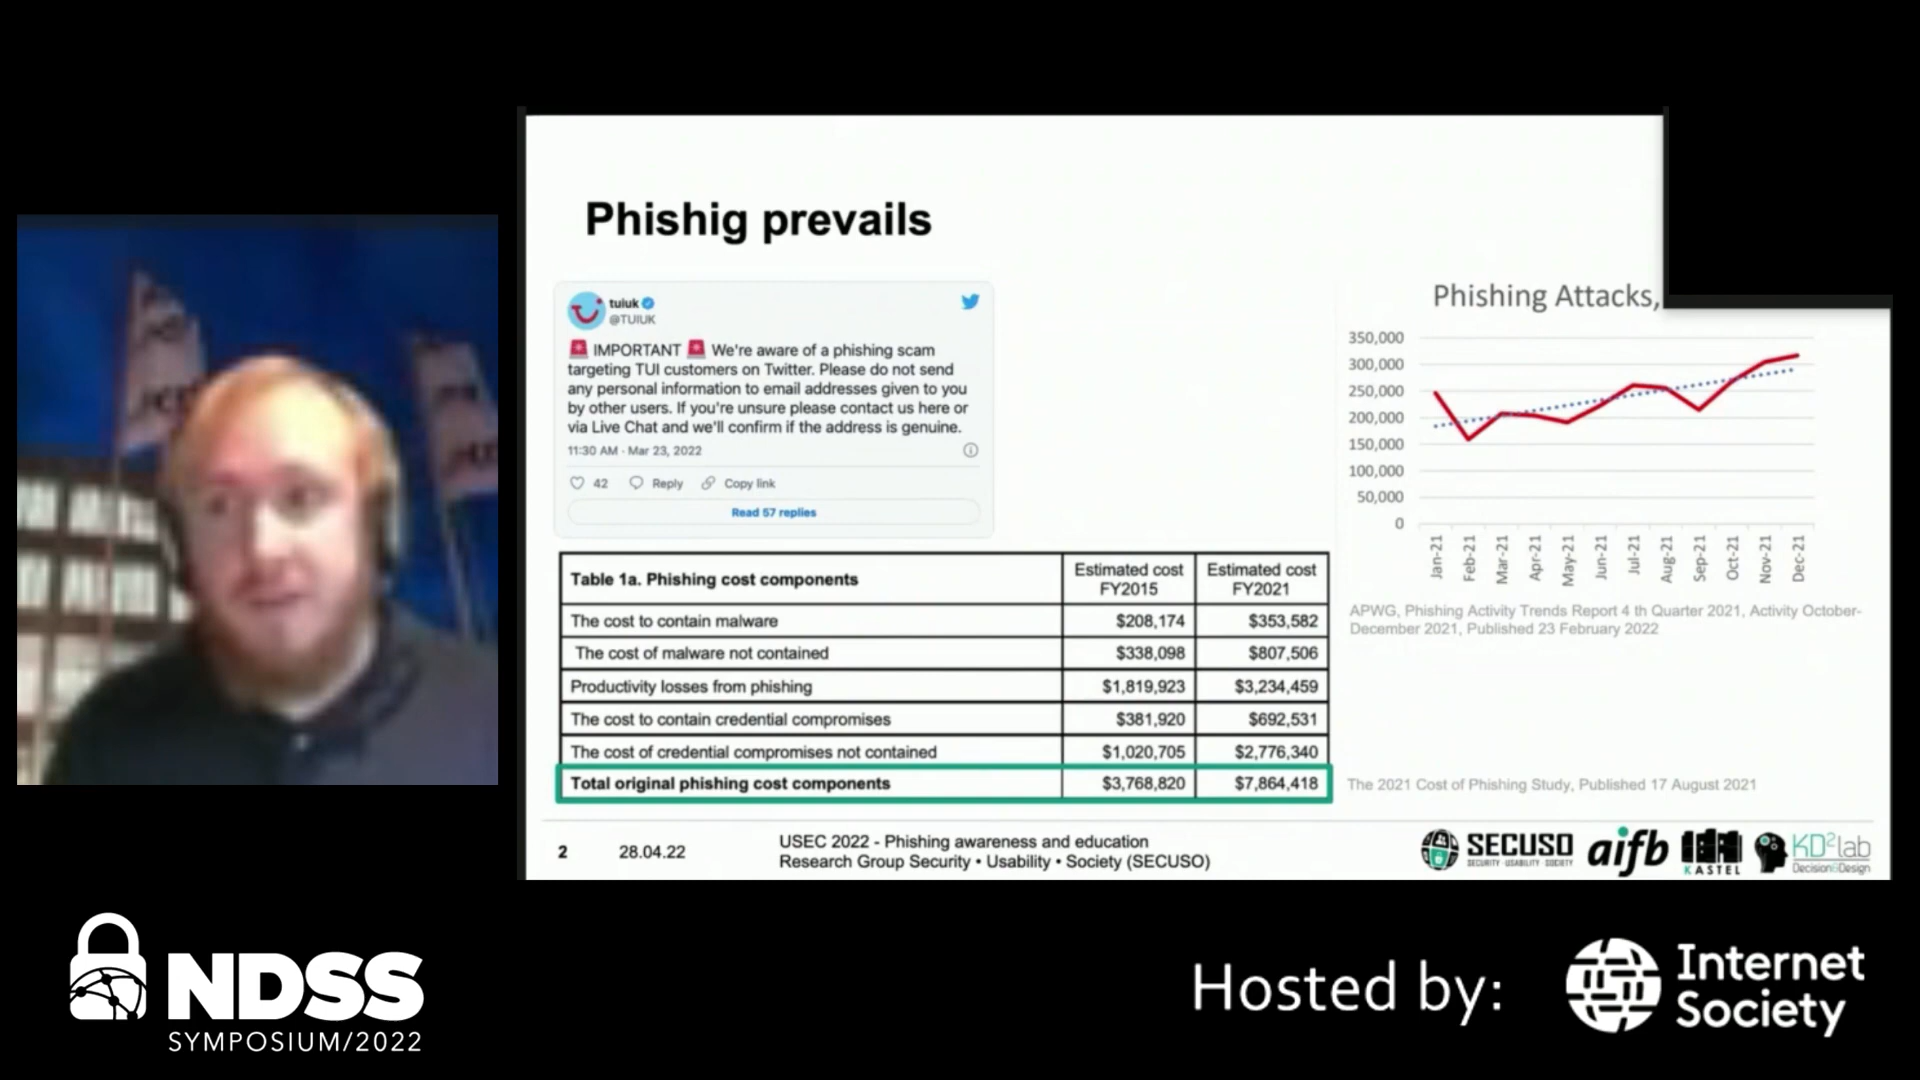 Phishig prevails
tuiuk
@TUIUK
🚨 IMPORTANT 🚨 We're aware of a phishing scam
targeting TUI customers on Twitter. Please do not send
any personal information to email addresses given to you
by other users. If you're unsure please contact us here or
via Live Chat and we'll confirm if the address is genuine.
11:30 AM · Mar 23, 2022
42 Reply Copy link
Read 57 replies
Phishing Attacks,
350,000
300,000
250,000
200,000
150,000
100,000
50,000
0
Jan-21 Feb-21 Mar-21 Apr-21 May-21 Jun-21 Jul-21 Aug-21 Sep-21 Oct-21 Nov-21 Dec-21
APWG, Phishing Activity Trends Report 4 th Quarter 2021, Activity October-
December 2021, Published 23 February 2022
Table 1a. Phishing cost components Estimated cost FY2015 Estimated cost FY2021
The cost to contain malware $208,174 $353,582
The cost of malware not contained $338,098 $807,506
Productivity losses from phishing $1,819,923 $3,234,459
The cost to contain credential compromises $381,920 $692,531
The cost of credential compromises not contained $1,020,705 $2,776,340
Total original phishing cost components $3,768,820 $7,864,418
The 2021 Cost of Phishing Study, Published 17 August 2021
2 28.04.22
USEC 2022 - Phishing awareness and education
Research Group Security • Usability • Society (SECUSO)
SECUSO
SECURITY · USABILITY · SOCIETY
aifb
KASTEL
KD²lab
Decision&Design
NDSS
SYMPOSIUM/2022
Hosted by:
Internet
Society